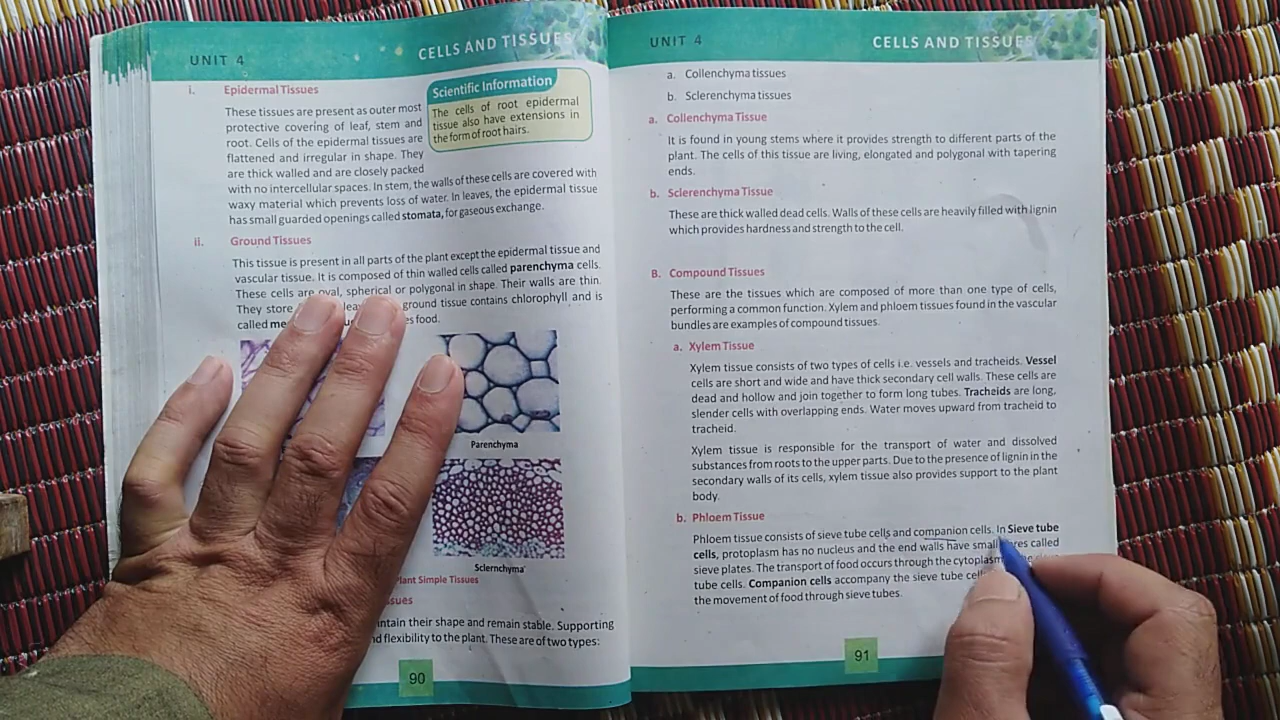 UNIT 4
CELLS AND TISSUES
i. Epidermal Tissues
These tissues are present as outer most
protective covering of leaf, stem and
root. Cells of the epidermal tissues are
flattened and irregular in shape. They
are thick walled and are closely packed
with no intercellular spaces. In stem, the walls of these cells are covered with
waxy material which prevents loss of water. In leaves, the epidermal tissue
has small guarded openings called stomata, for gaseous exchange.
Scientific Information
The cells of root epidermal
tissue also have extensions in
the form of root hairs.
ii. Ground Tissues
This tissue is present in all parts of the plant except the epidermal tissue and
vascular tissue. It is composed of thin walled cells called parenchyma cells.
These cells are oval, spherical or polygonal in shape. Their walls are thin.
They store ground tissue contains chlorophyll and is
called food.
Parenchyma
Sclernchyma
Plant Simple Tissues
their shape and remain stable. Supporting
flexibility to the plant. These are of two types:
90
UNIT 4
CELLS AND TISSUES
a. Collenchyma tissues
b. Sclerenchyma tissues
a. Collenchyma Tissue
It is found in young stems where it provides strength to different parts of the
plant. The cells of this tissue are living, elongated and polygonal with tapering
ends.
b. Sclerenchyma Tissue
These are thick walled dead cells. Walls of these cells are heavily filled with lignin
which provides hardness and strength to the cell.
B. Compound Tissues
These are the tissues which are composed of more than one type of cells,
performing a common function. Xylem and phloem tissues found in the vascular
bundles are examples of compound tissues.
a. Xylem Tissue
Xylem tissue consists of two types of cells i.e. vessels and tracheids. Vessel
cells are short and wide and have thick secondary cell walls. These cells are
dead and hollow and join together to form long tubes. Tracheids are long,
slender cells with overlapping ends. Water moves upward from tracheid to
tracheid.
Xylem tissue is responsible for the transport of water and dissolved
substances from roots to the upper parts. Due to the presence of lignin in the
secondary walls of its cells, xylem tissue also provides support to the plant
body.
b. Phloem Tissue
Phloem tissue consists of sieve tube cells and companion cells. In Sieve tube
cells, protoplasm has no nucleus and the end walls have small called
sieve plates. The transport of food occurs through the cytoplasm
tube cells. Companion cells accompany the sieve tube
the movement of food through sieve tubes.
91